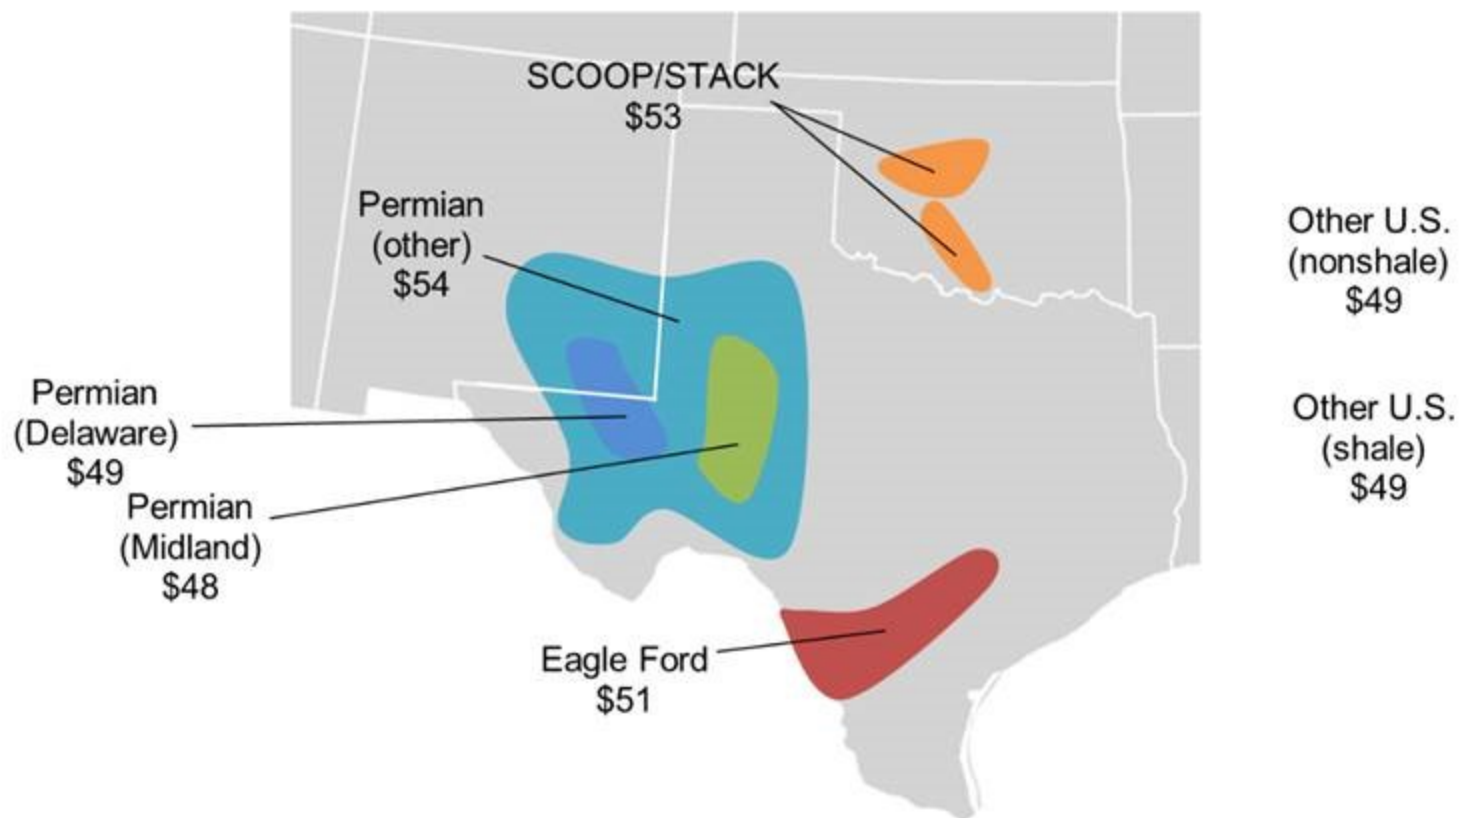 SCOOP/STACK
$53
Permian
(other)
$54
Permian
(Delaware)
$49
Permian
(Midland)
$48
Eagle Ford
$51
Other U.S.
(nonshale)
$49
Other U.S.
(shale)
$49